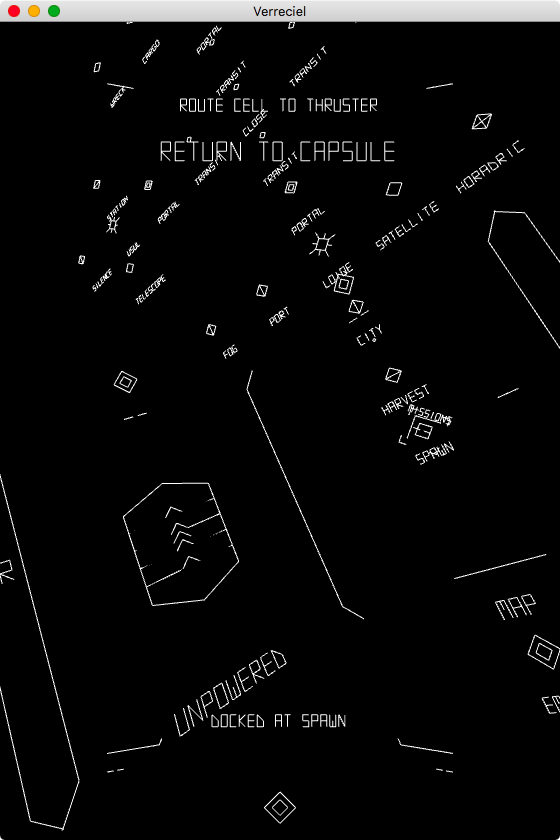 Verreciel
CARGO
PORTAL
WRECK
TRANSIT
TRANSIT
ROUTE CELL TO THRUSTER
CLOSE
RETURN TO CAPSULE
TRANSIT
TRANSIT
HORADRIC
STATION
PORTAL
PORTAL
SATELLITE
USUL
SILENCE
TELESCOPE
PORT
CITY
FOG
HARVEST
MISSIONS
SPAWN
MAP
UNPOWERED
DOCKED AT SPAWN